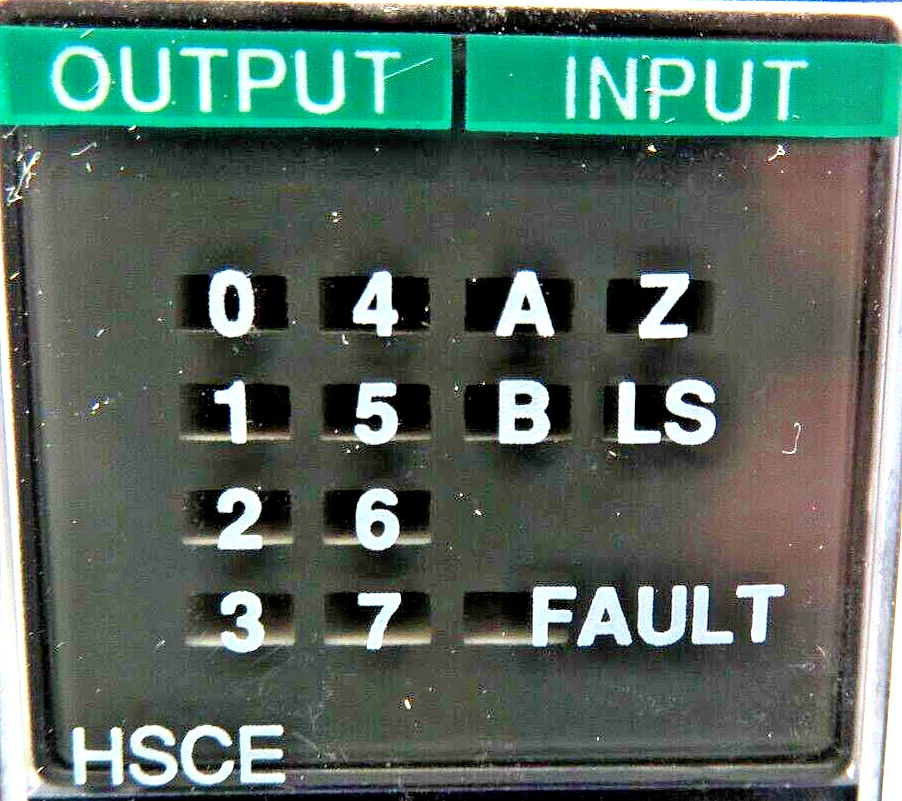 OUTPUT INPUT
0 4 A Z
1 5 B LS
2 6
3 7 FAULT
HSCE